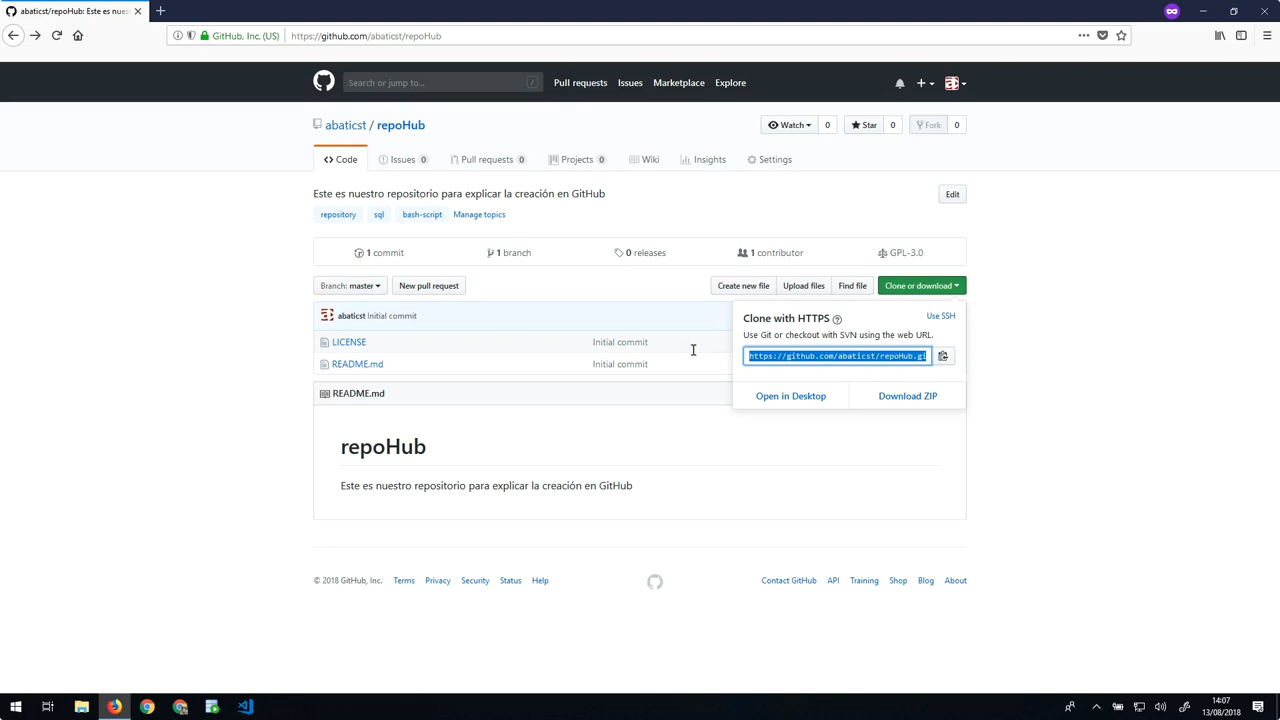 abaticst/repoHub: Este es nues
GitHub, Inc. (US) https://github.com/abaticst/repoHub
Search or jump to... / Pull requests Issues Marketplace Explore
abaticst / repoHub
Watch 0 Star 0 Fork 0
Code Issues 0 Pull requests 0 Projects 0 Wiki Insights Settings
Este es nuestro repositorio para explicar la creación en GitHub Edit
repository sql bash-script Manage topics
1 commit 1 branch 0 releases 1 contributor GPL-3.0
Branch: master New pull request Create new file Upload files Find file Clone or download
abaticst Initial commit
Clone with HTTPS Use SSH
Use Git or checkout with SVN using the web URL.
https://github.com/abaticst/repoHub.gi
Open in Desktop Download ZIP
LICENSE Initial commit
README.md Initial commit
README.md
repoHub
Este es nuestro repositorio para explicar la creación en GitHub
© 2018 GitHub, Inc. Terms Privacy Security Status Help Contact GitHub API Training Shop Blog About
14:07
13/08/2018